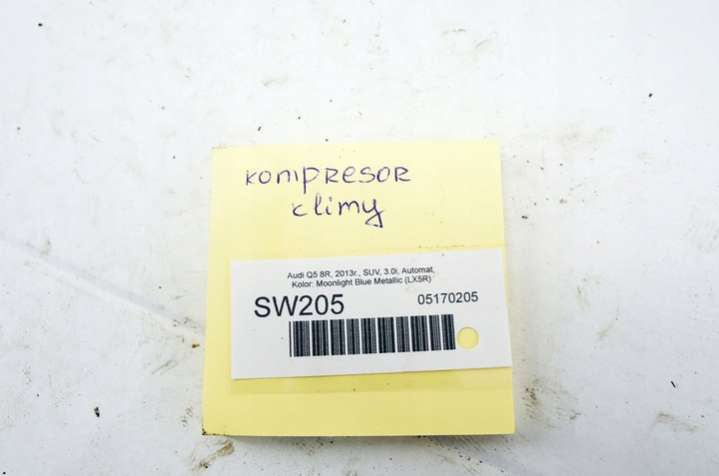 kompresor
climy
Audi Q5 8R, 2013r., SUV, 3.0i, Automat,
Kolor: Moonlight Blue Metallic (LX5R)
SW205 05170205